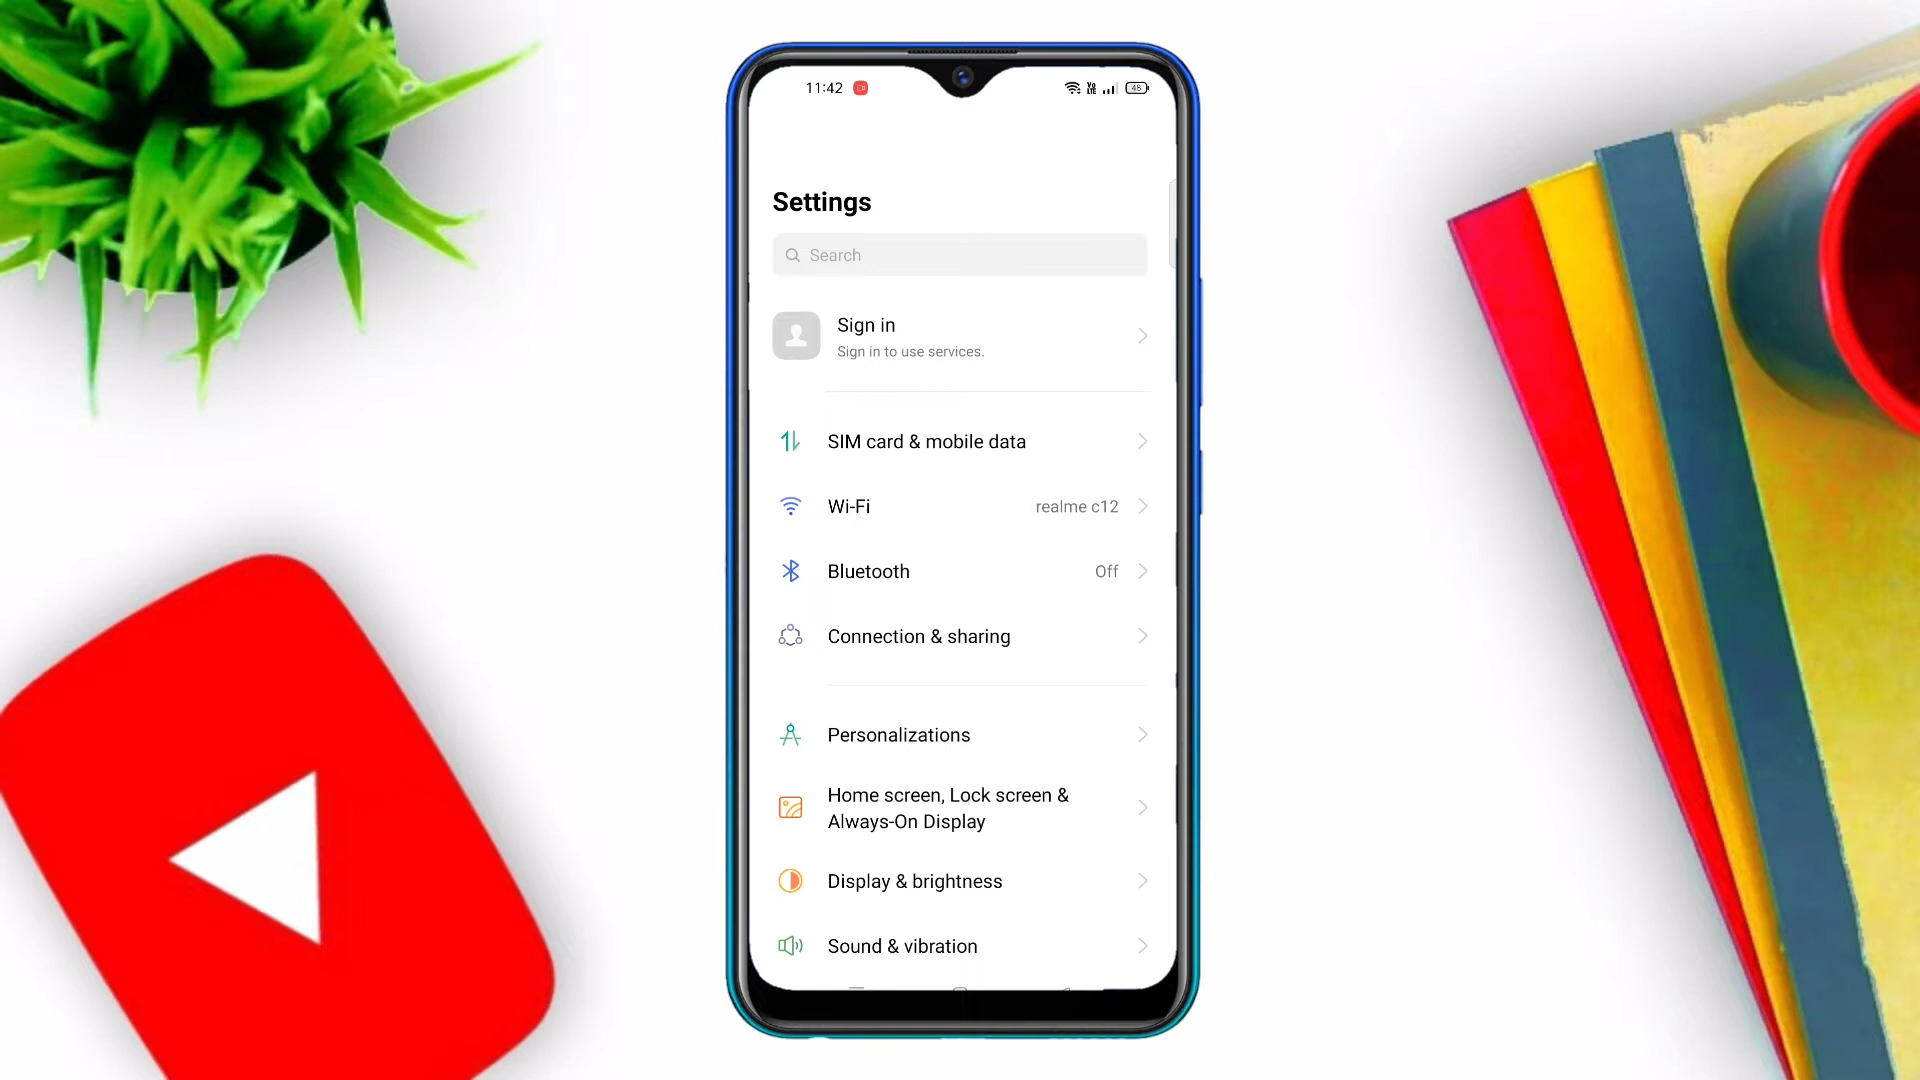 11:42
48
Settings
Search
Sign in
Sign in to use services.
SIM card & mobile data
Wi-Fi realme c12
Bluetooth Off
Connection & sharing
Personalizations
Home screen, Lock screen &
Always-On Display
Display & brightness
Sound & vibration